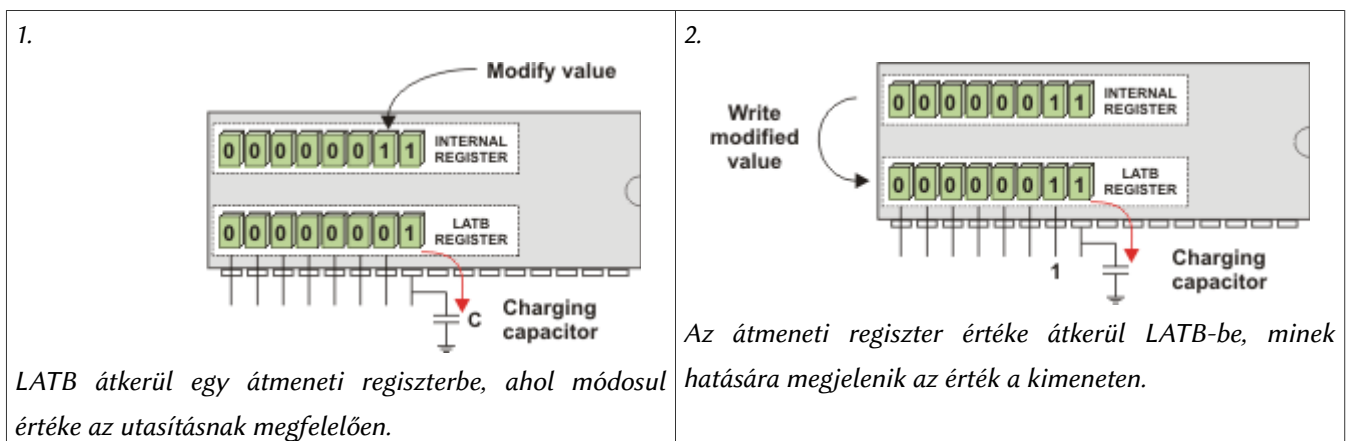 1.
Modify value
0 0 0 0 0 0 1 1
INTERNAL
REGISTER
0 0 0 0 0 0 0 1
LATB
REGISTER
C
Charging
capacitor
LATB átkerül egy átmeneti regiszterbe, ahol módosul
értéke az utasításnak megfelelően.
2.
Write
modified
value
0 0 0 0 0 0 1 1
INTERNAL
REGISTER
0 0 0 0 0 0 1 1
LATB
REGISTER
1
Charging
capacitor
Az átmeneti regiszter értéke átkerül LATB-be, minek
hatására megjelenik az érték a kimeneten.